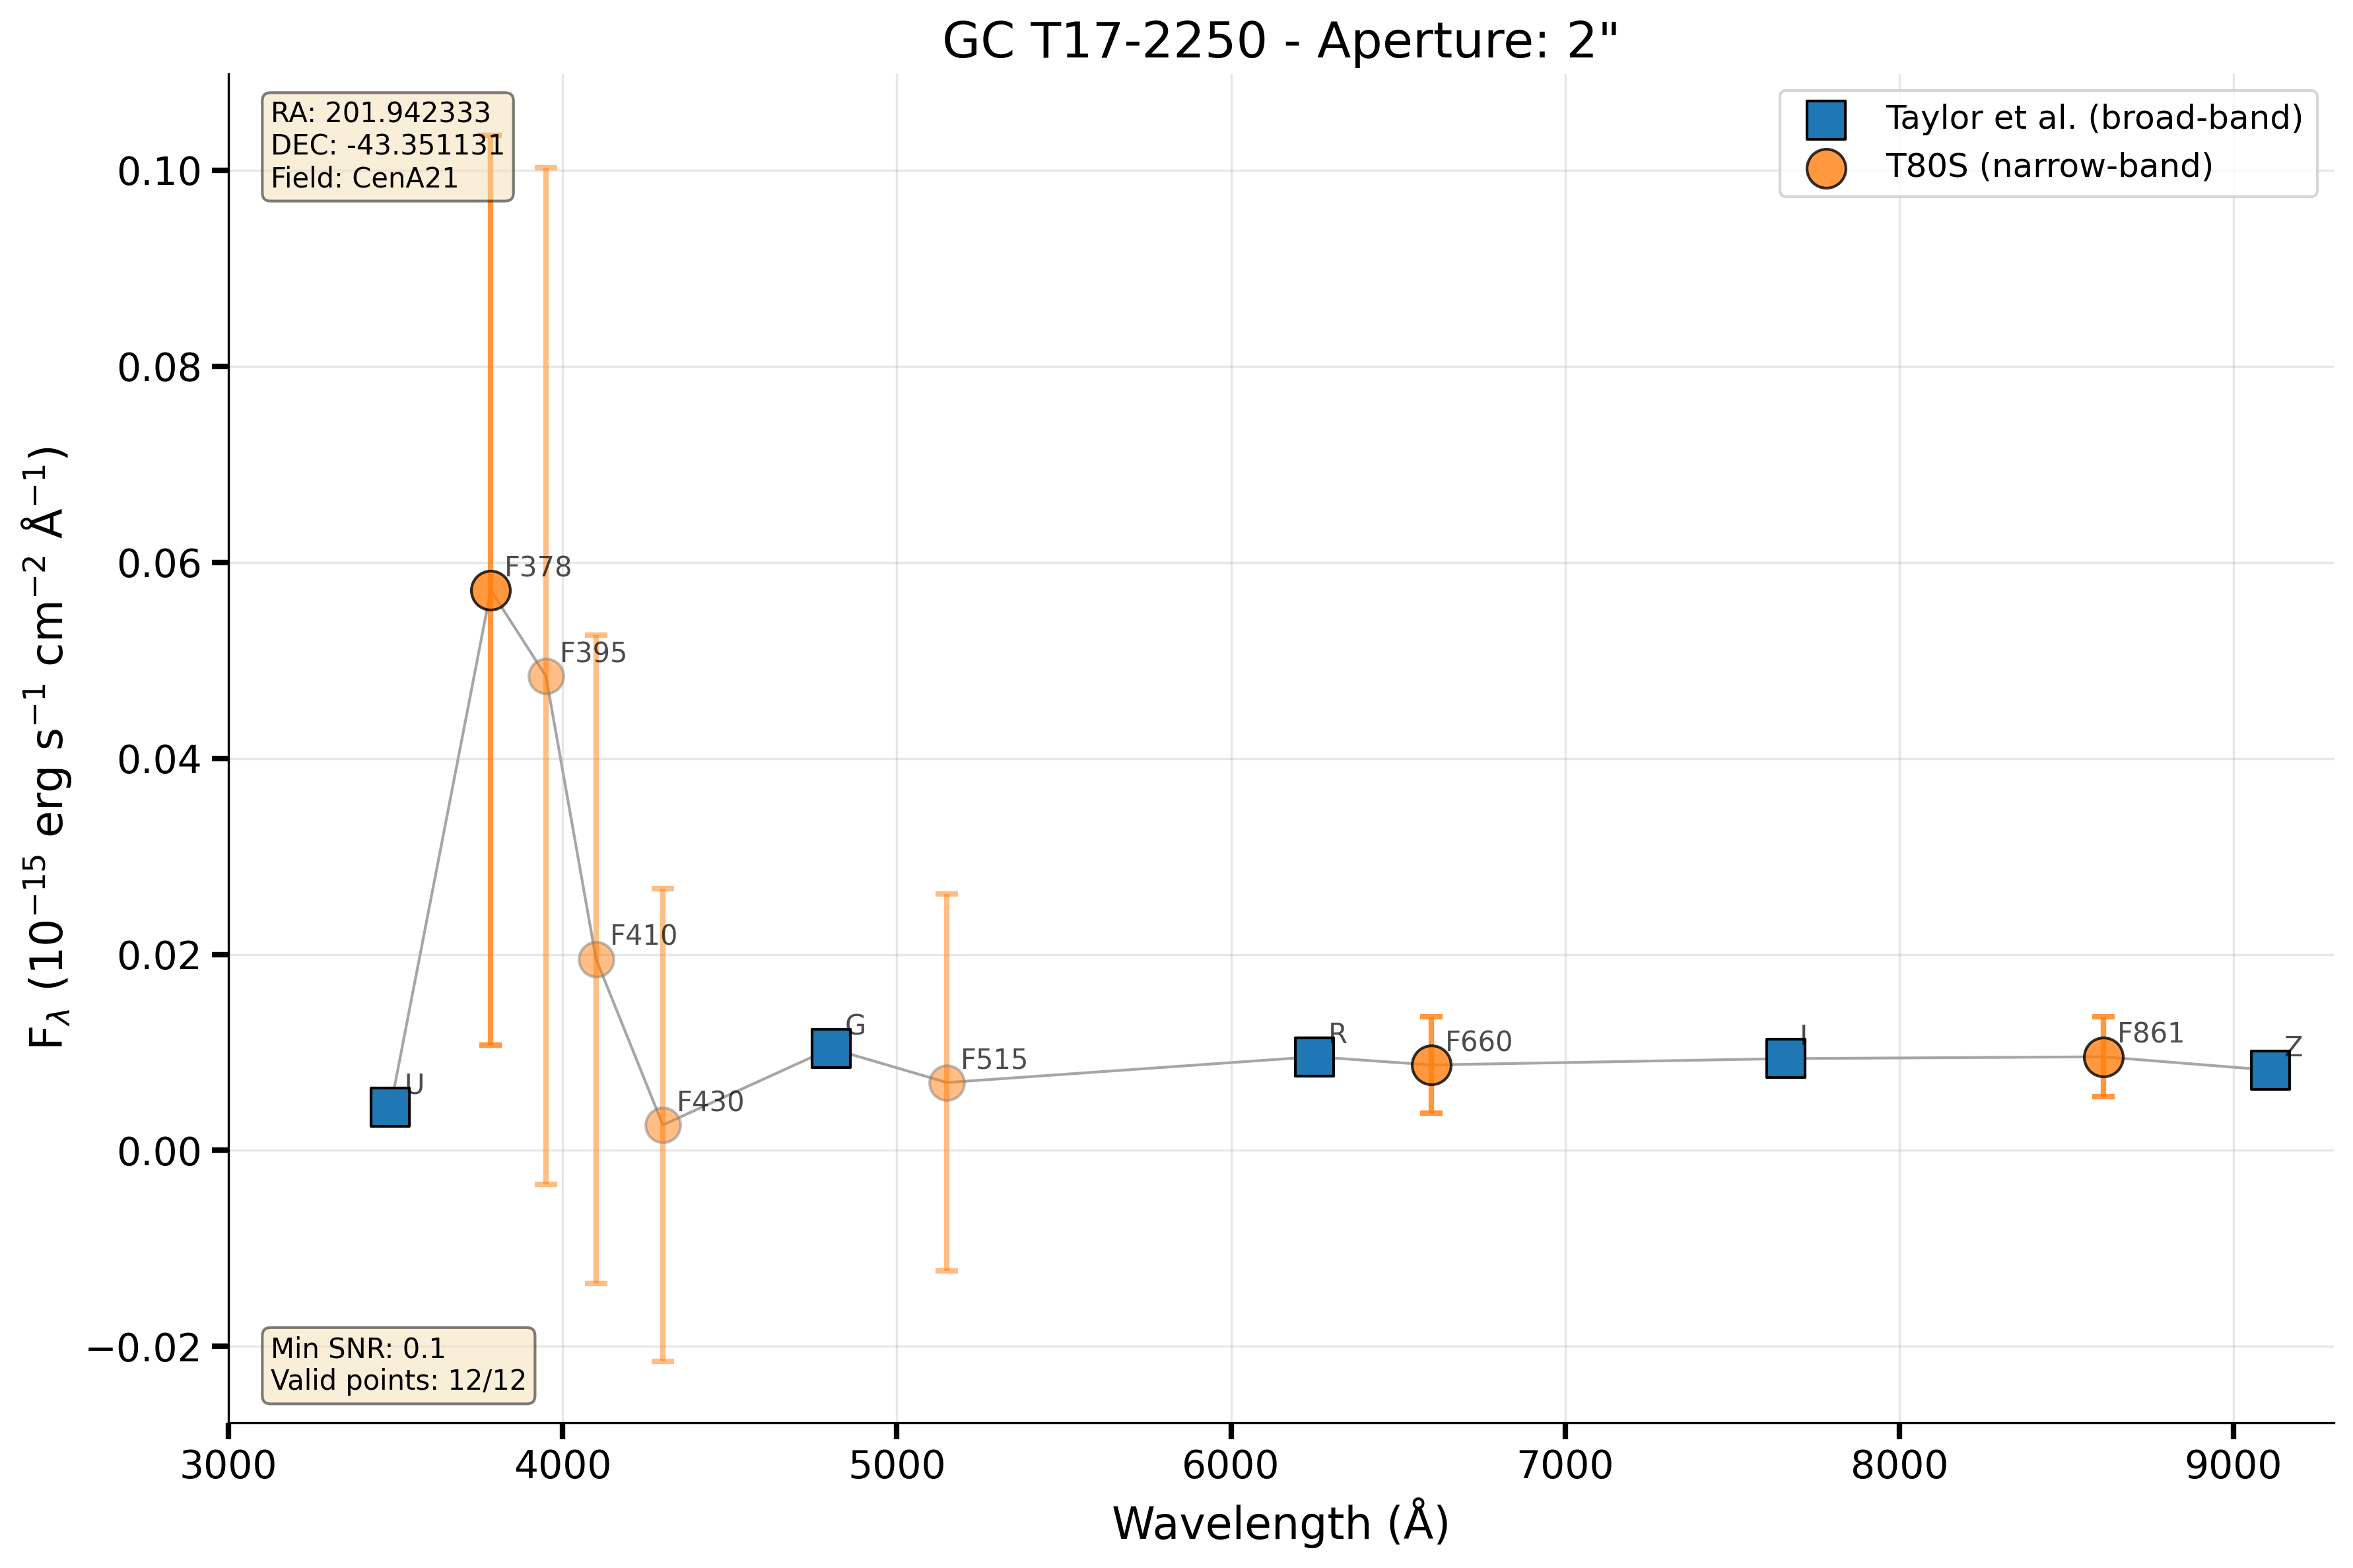 GC T17-2250 - Aperture: 2"
RA: 201.942333
DEC: -43.351131
Field: CenA21
Taylor et al. (broad-band)
T80S (narrow-band)
F_λ (10⁻¹⁵ erg s⁻¹ cm⁻² Å⁻¹)
0.10
0.08
0.06
0.04
0.02
0.00
−0.02
U
F378
F395
F410
F430
G
F515
R
F660
I
F861
Z
Min SNR: 0.1
Valid points: 12/12
3000 4000 5000 6000 7000 8000 9000
Wavelength (Å)